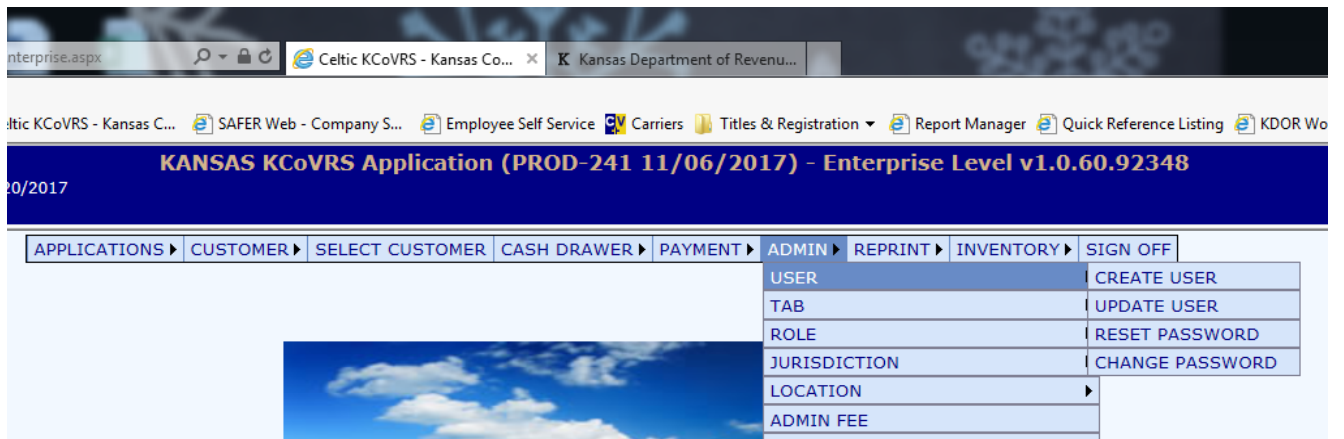 nterprise.aspx
Celtic KCoVRS - Kansas Co... ×
K Kansas Department of Revenu...
eltic KCoVRS - Kansas C... SAFER Web - Company S... Employee Self Service CV Carriers Titles & Registration Report Manager Quick Reference Listing KDOR Wo
KANSAS KCoVRS Application (PROD-241 11/06/2017) - Enterprise Level v1.0.60.92348
20/2017
APPLICATIONS CUSTOMER SELECT CUSTOMER CASH DRAWER PAYMENT ADMIN REPRINT INVENTORY SIGN OFF
USER CREATE USER
TAB UPDATE USER
ROLE RESET PASSWORD
JURISDICTION CHANGE PASSWORD
LOCATION
ADMIN FEE